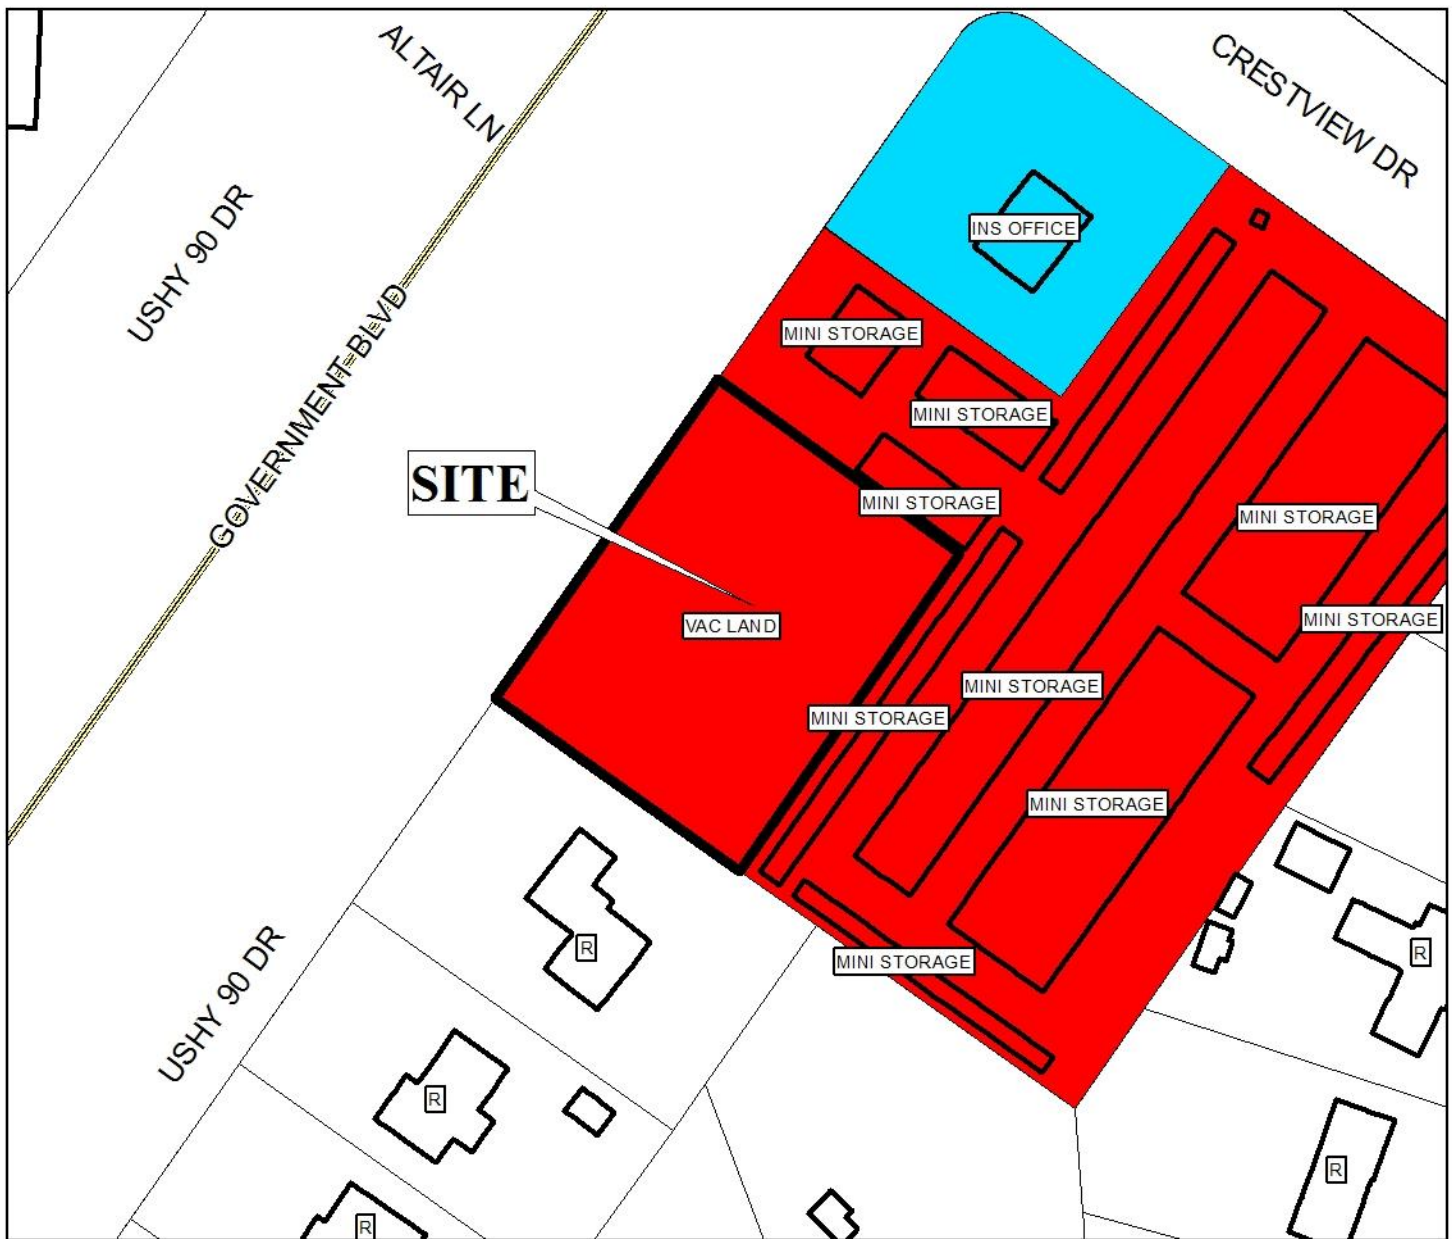 ALTAIR LN
CRESTVIEW DR
USHY 90 DR
INS OFFICE
MINI STORAGE
GOVERNMENT BLVD
MINI STORAGE
SITE
MINI STORAGE
MINI STORAGE
MINI STORAGE
VAC LAND
MINI STORAGE
MINI STORAGE
MINI STORAGE
USHY 90 DR
R
MINI STORAGE
R
R
R
R